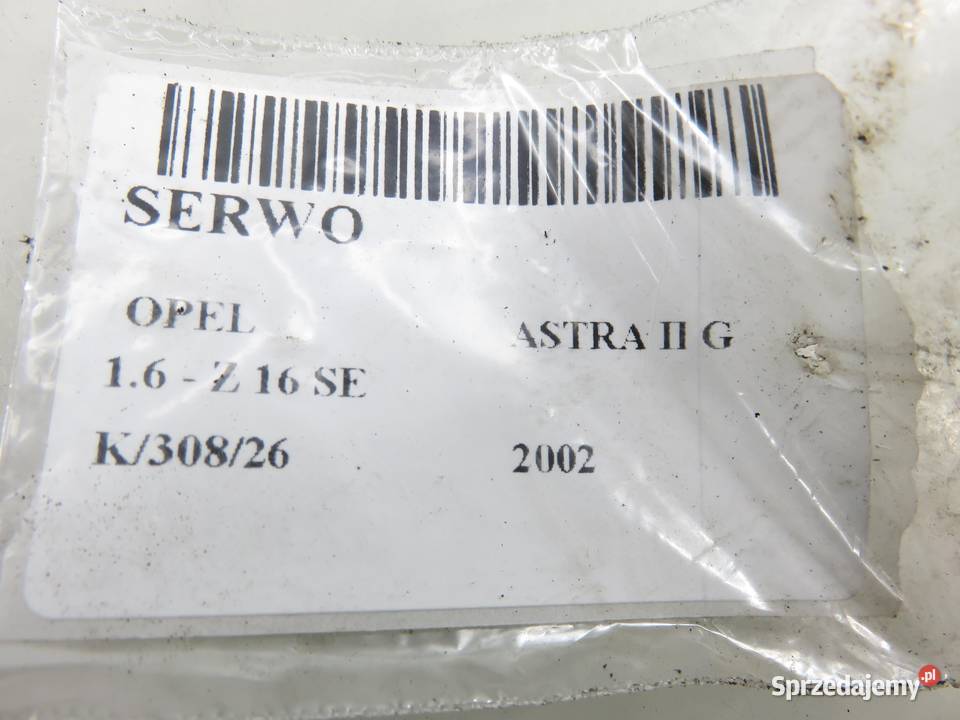 SERWO
OPEL ASTRA II G
1.6 - Z 16 SE
K/308/26 2002
Sprzedajemy.pl